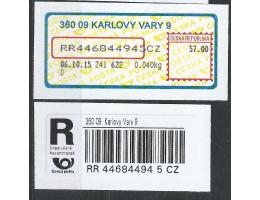 360 09 KARLOVY VARY 9
ČESKÁ REPUBLIKA
RR446844945CZ
57.00
06.10.15 241 622 0.040kg
D
R
Doporučeně
Recommandé
Česká pošta
360 09 Karlovy Vary 9
RR 44684494 5 CZ